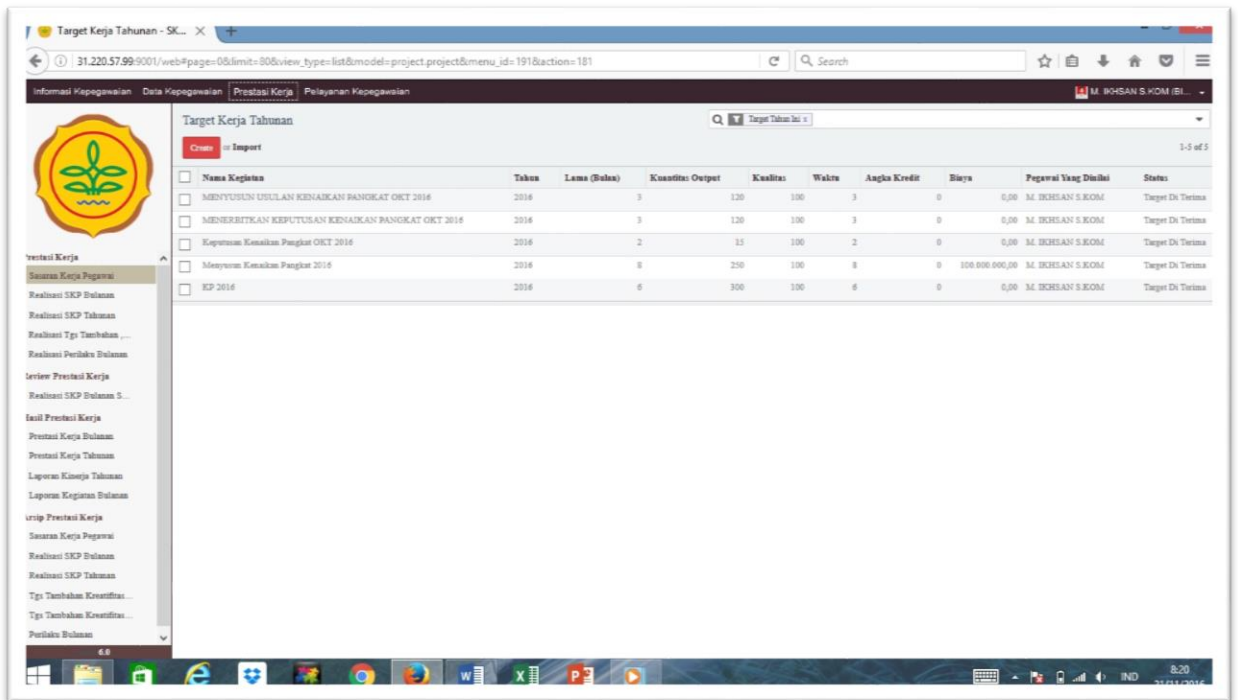 Target Kerja Tahunan - SK...
31.220.57.99:9001/web#page=0&limit=80&view_type=list&model=project.project&menu_id=191&action=181
Search
Informasi Kepegawaian Data Kepegawaian Prestasi Kerja Pelayanan Kepegawaian M. IKHSAN S.KOM (BI...
Target Kerja Tahunan
Target Tahun Ini x
Create or Import
1-5 of 5
Nama Kegiatan Tahun Lama (Bulan) Kuantitas Output Kualitas Waktu Angka Kredit Biaya Pegawai Yang Dinilai Status
MENYUSUN USULAN KENAIKAN PANGKAT OKT 2016 2016 3 120 100 3 0 0,00 M. IKHSAN S.KOM Target Di Terima
MENERBITKAN KEPUTUSAN KENAIKAN PANGKAT OKT 2016 2016 3 120 100 3 0 0,00 M. IKHSAN S.KOM Target Di Terima
Keputusan Kenaikan Pangkat OKT 2016 2016 2 15 100 2 0 0,00 M. IKHSAN S.KOM Target Di Terima
Menyusun Kenaikan Pangkat 2016 2016 8 250 100 8 0 100.000.000,00 M. IKHSAN S.KOM Target Di Terima
KP 2016 2016 6 300 100 6 0 0,00 M. IKHSAN S.KOM Target Di Terima
Prestasi Kerja
Sasaran Kerja Pegawai
Realisasi SKP Bulanan
Realisasi SKP Tahunan
Realisasi Tgs Tambahan ,...
Realisasi Perilaku Bulanan
Review Prestasi Kerja
Realisasi SKP Bulanan S...
Hasil Prestasi Kerja
Prestasi Kerja Bulanan
Prestasi Kerja Tahunan
Laporan Kinerja Tahunan
Laporan Kegiatan Bulanan
Arsip Prestasi Kerja
Sasaran Kerja Pegawai
Realisasi SKP Bulanan
Realisasi SKP Tahunan
Tgs Tambahan Kreatifitas...
Tgs Tambahan Kreatifitas...
Perilaku Bulanan
6.0
IND 8:20
21/11/2016